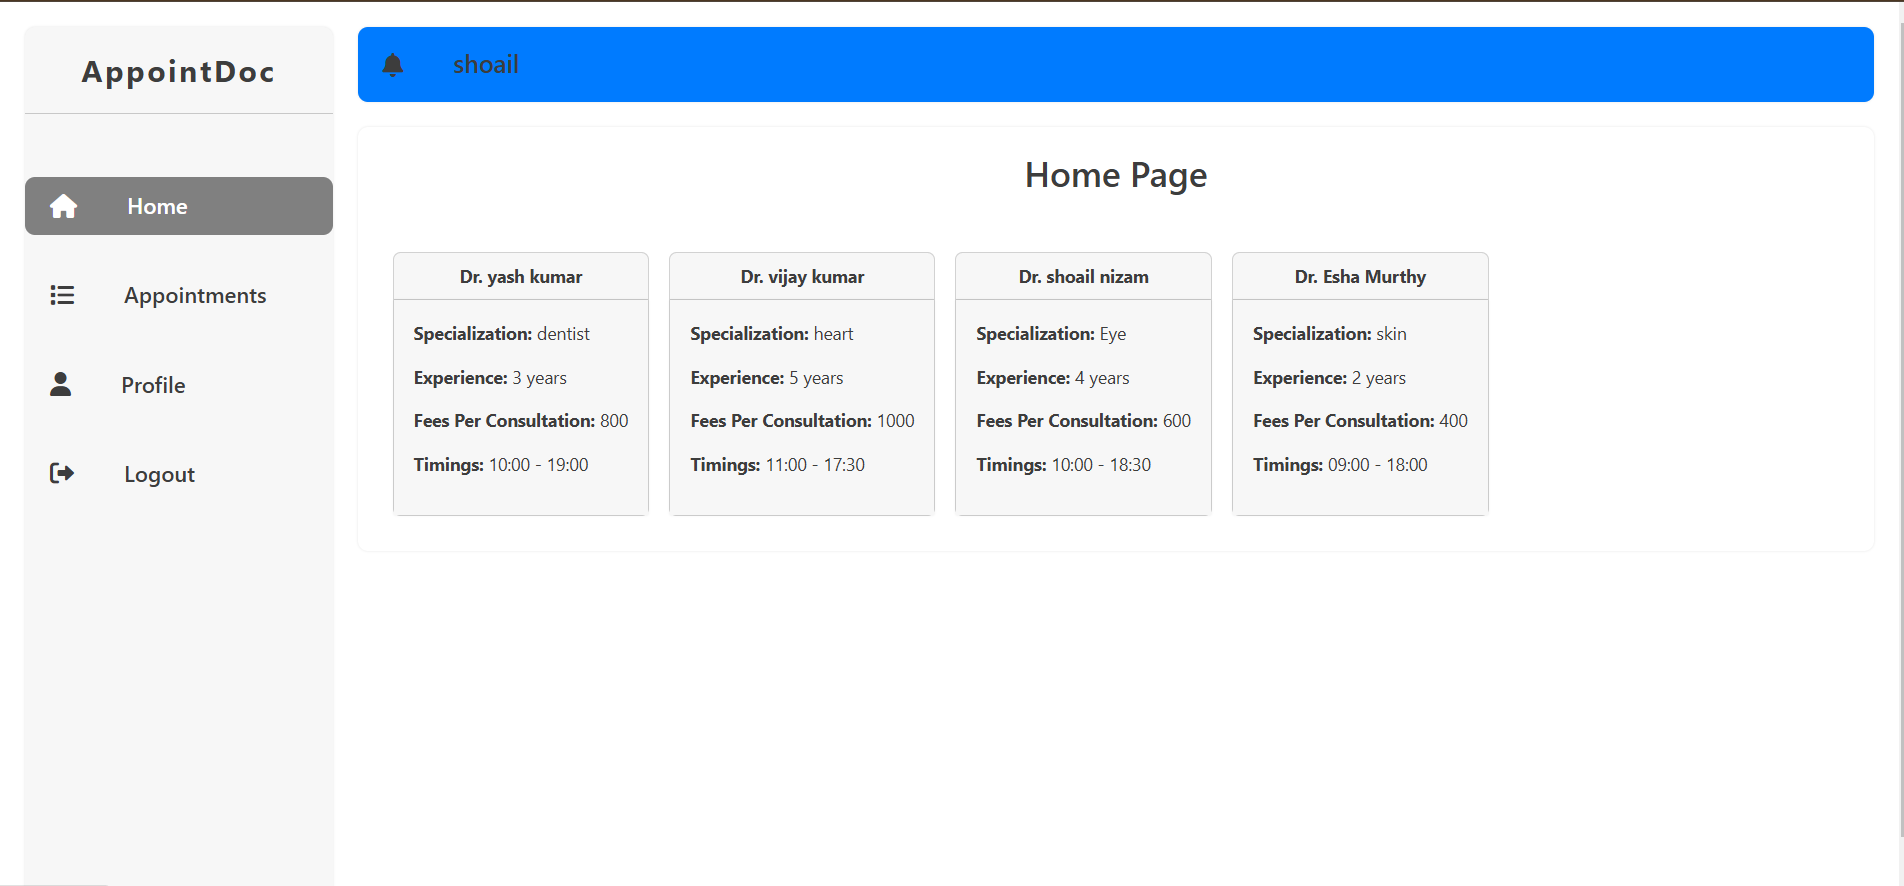 AppointDoc
Home
Appointments
Profile
Logout
shoail
Home Page
Dr. yash kumar
Specialization: dentist
Experience: 3 years
Fees Per Consultation: 800
Timings: 10:00 - 19:00
Dr. vijay kumar
Specialization: heart
Experience: 5 years
Fees Per Consultation: 1000
Timings: 11:00 - 17:30
Dr. shoail nizam
Specialization: Eye
Experience: 4 years
Fees Per Consultation: 600
Timings: 10:00 - 18:30
Dr. Esha Murthy
Specialization: skin
Experience: 2 years
Fees Per Consultation: 400
Timings: 09:00 - 18:00